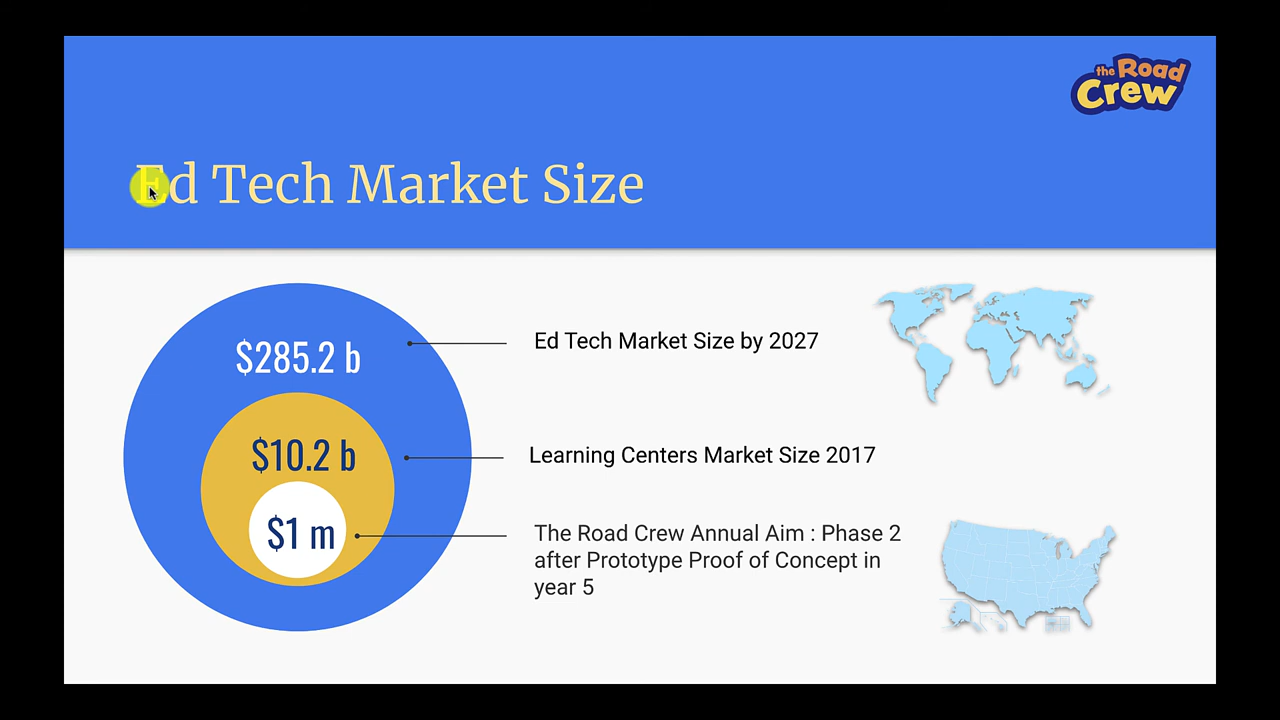 the Road
Crew
Ed Tech Market Size
$285.2 b
Ed Tech Market Size by 2027
$10.2 b
Learning Centers Market Size 2017
$1 m
The Road Crew Annual Aim : Phase 2
after Prototype Proof of Concept in
year 5